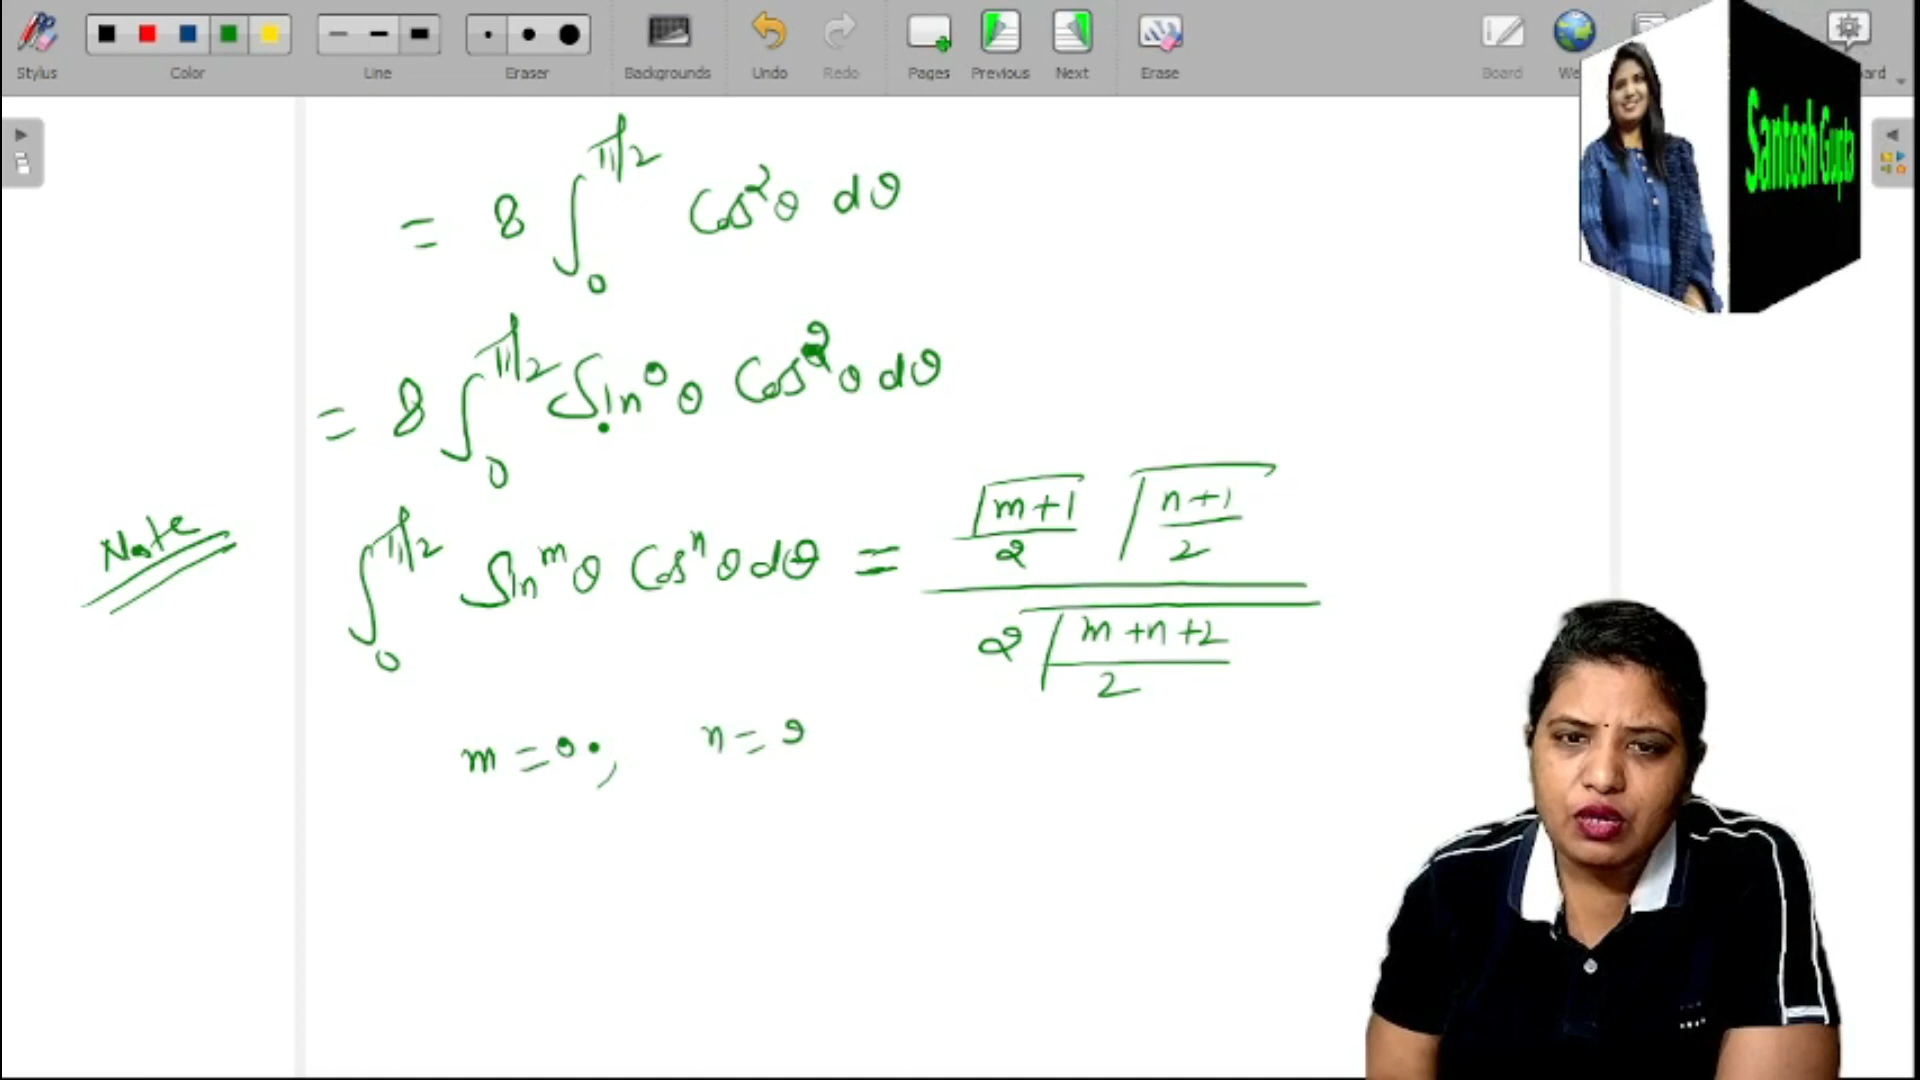 Stylus Color Line Eraser Backgrounds Undo Redo Pages Previous Next Erase Board
Santosh Gupta
= 8 ∫₀^{π/2} Cos²θ dθ
= 8 ∫₀^{π/2} Sin⁰θ Cos²θ dθ
Note
∫₀^{π/2} Sin^m θ Cos^n θ dθ = (Γ(m+1)/2 Γ(n+1)/2) / (2 Γ(m+n+2)/2)
m = 0, n = 2